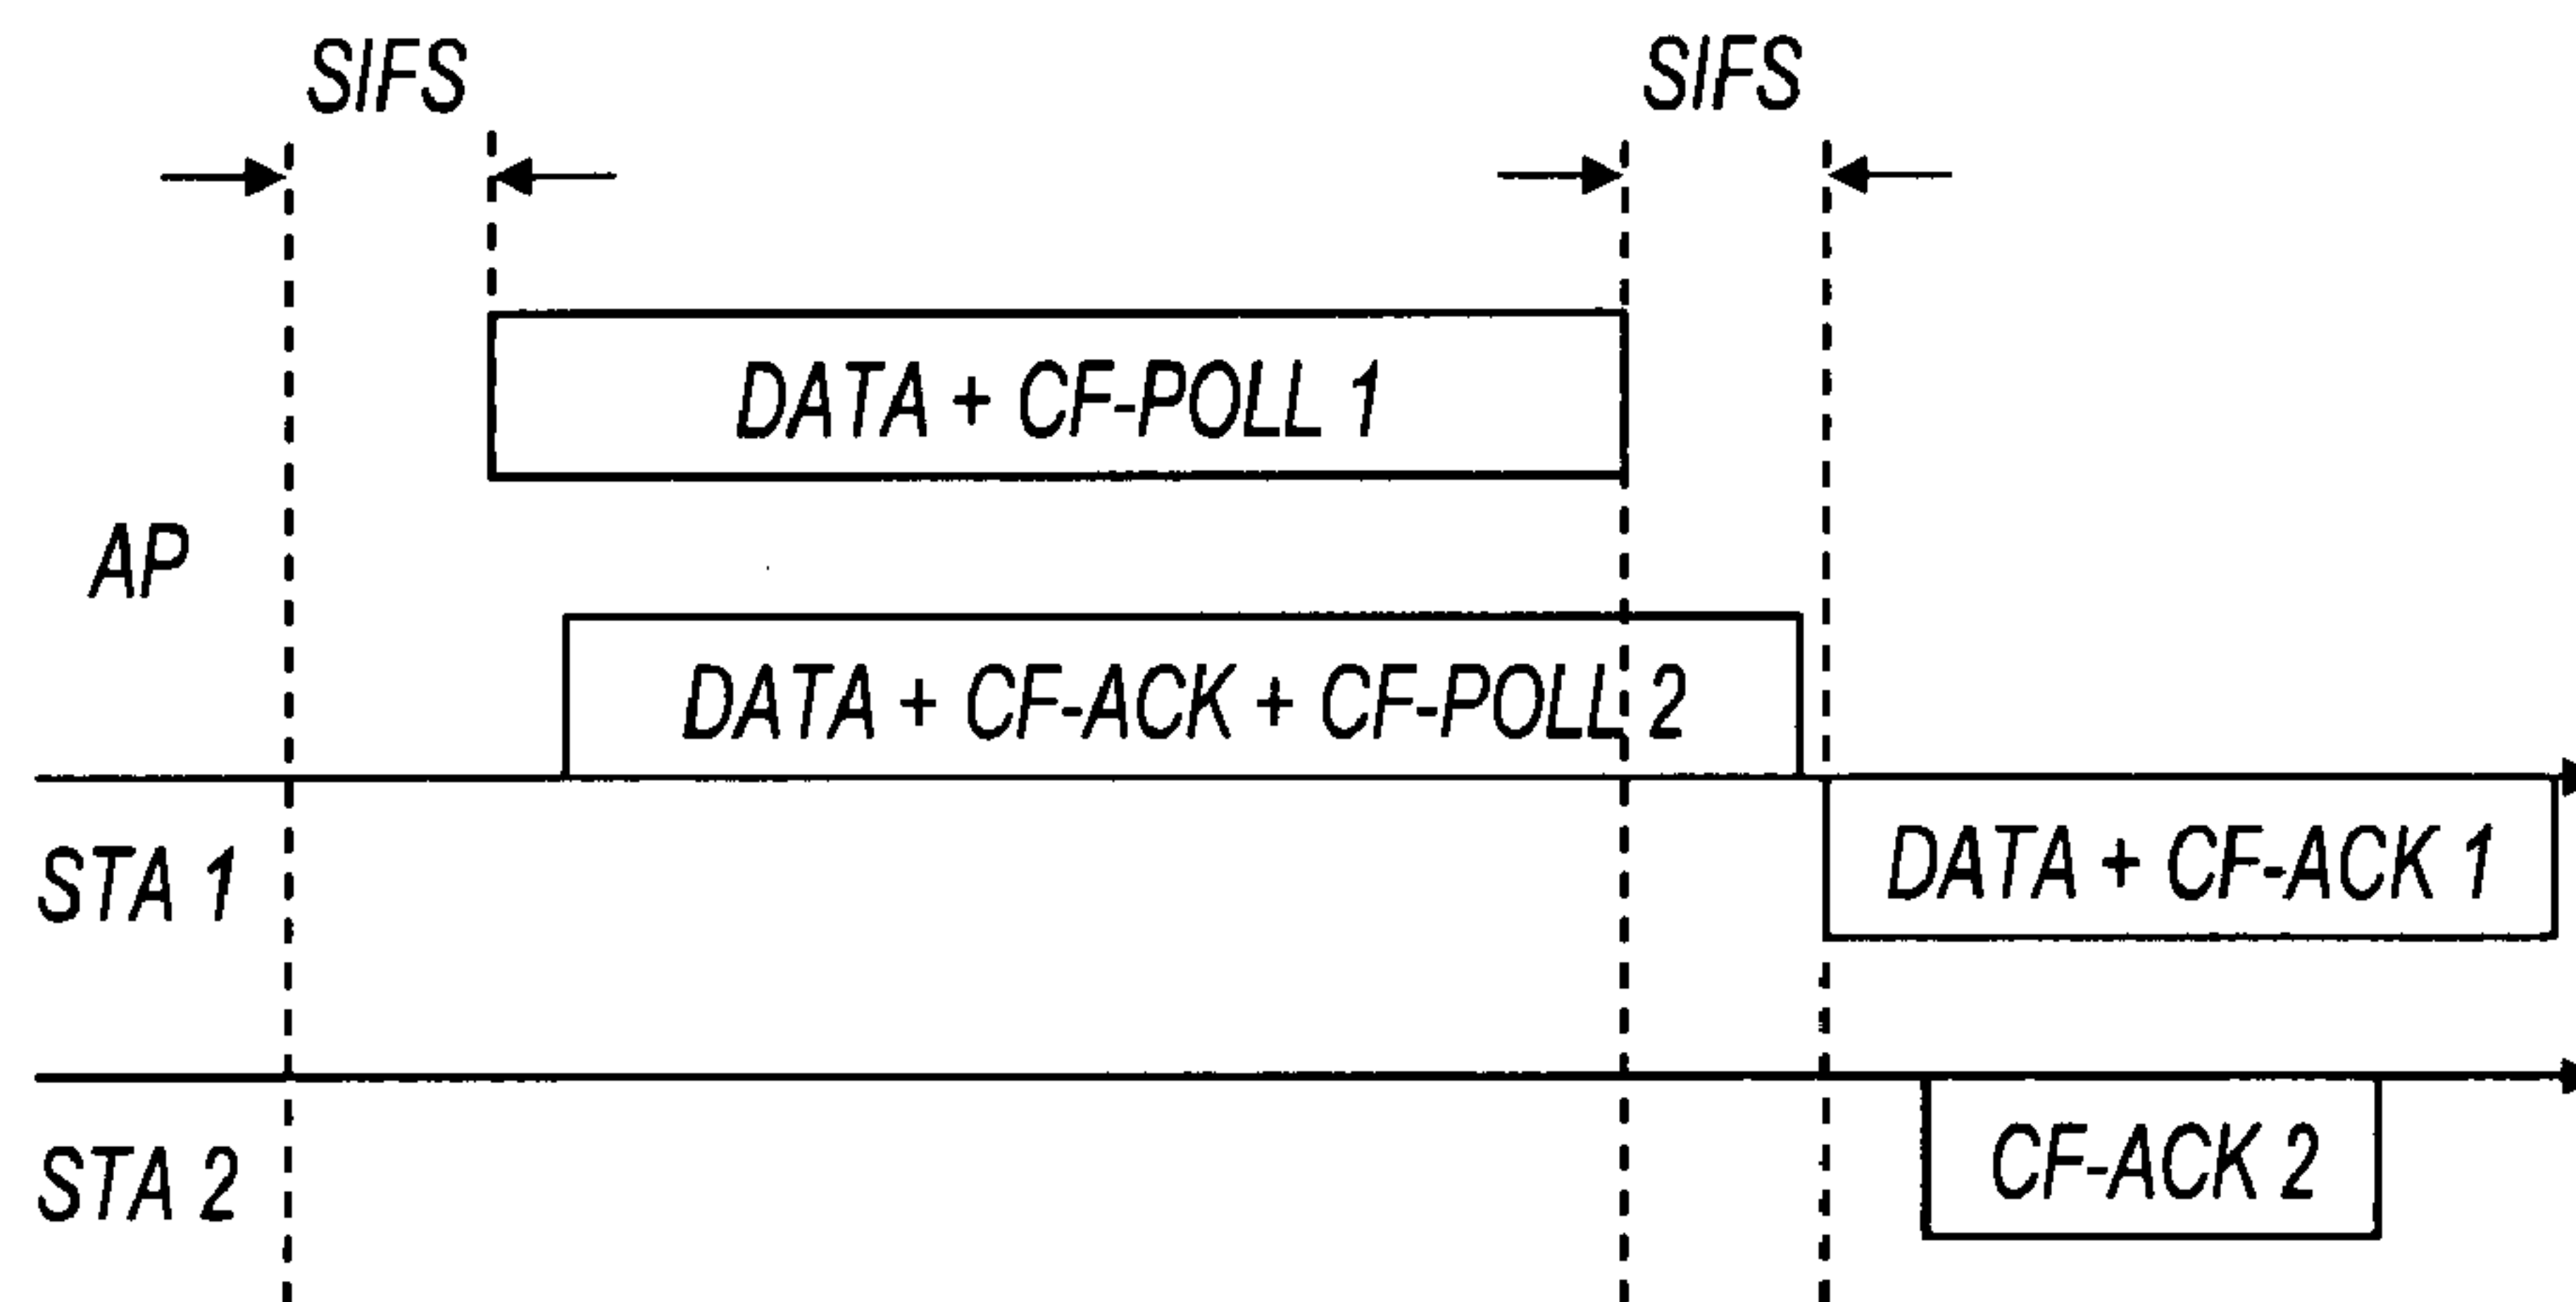 SIFS
SIFS
DATA + CF-POLL 1
AP
DATA + CF-ACK + CF-POLL 2
STA 1
DATA + CF-ACK 1
STA 2
CF-ACK 2